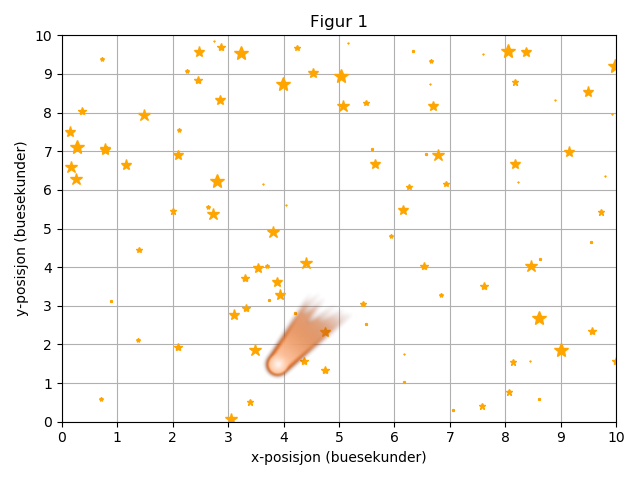 Figur 1
10
9
8
7
6
5
4
3
2
1
0
y-posisjon (buesekunder)
0 1 2 3 4 5 6 7 8 9 10
x-posisjon (buesekunder)